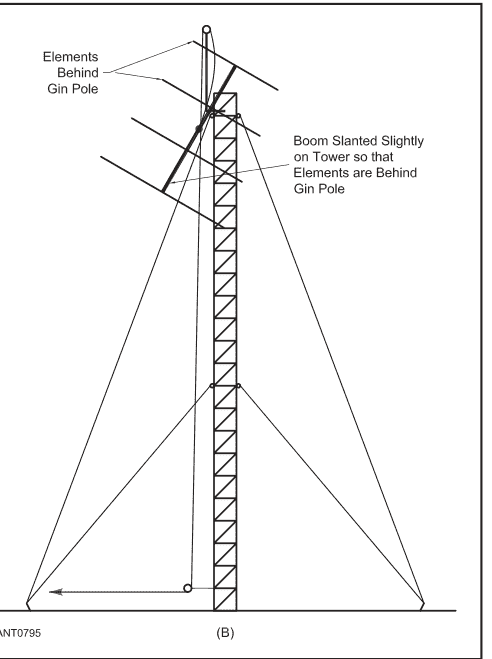 Elements
Behind
Gin Pole
Boom Slanted Slightly
on Tower so that
Elements are Behind
Gin Pole
ANT0795
(B)